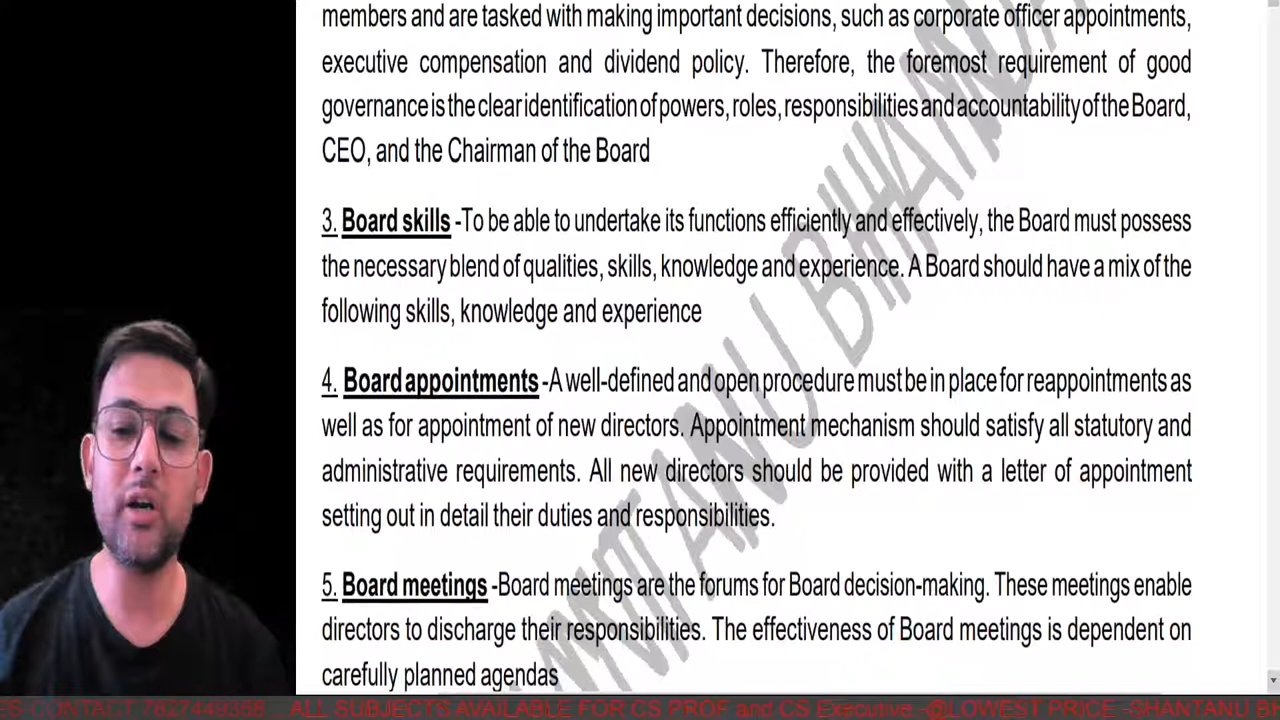 members and are tasked with making important decisions, such as corporate officer appointments,
executive compensation and dividend policy. Therefore, the foremost requirement of good
governance is the clear identification of powers, roles, responsibilities and accountability of the Board,
CEO, and the Chairman of the Board
3. Board skills -To be able to undertake its functions efficiently and effectively, the Board must possess
the necessary blend of qualities, skills, knowledge and experience. A Board should have a mix of the
following skills, knowledge and experience
4. Board appointments -A well-defined and open procedure must be in place for reappointments as
well as for appointment of new directors. Appointment mechanism should satisfy all statutory and
administrative requirements. All new directors should be provided with a letter of appointment
setting out in detail their duties and responsibilities.
5. Board meetings -Board meetings are the forums for Board decision-making. These meetings enable
directors to discharge their responsibilities. The effectiveness of Board meetings is dependent on
carefully planned agendas
ES-CONTACT 7827449368... ALL SUBJECTS AVAILABLE FOR CS PROF and CS Executive.-@LOWEST PRICE -SHANTANU BH